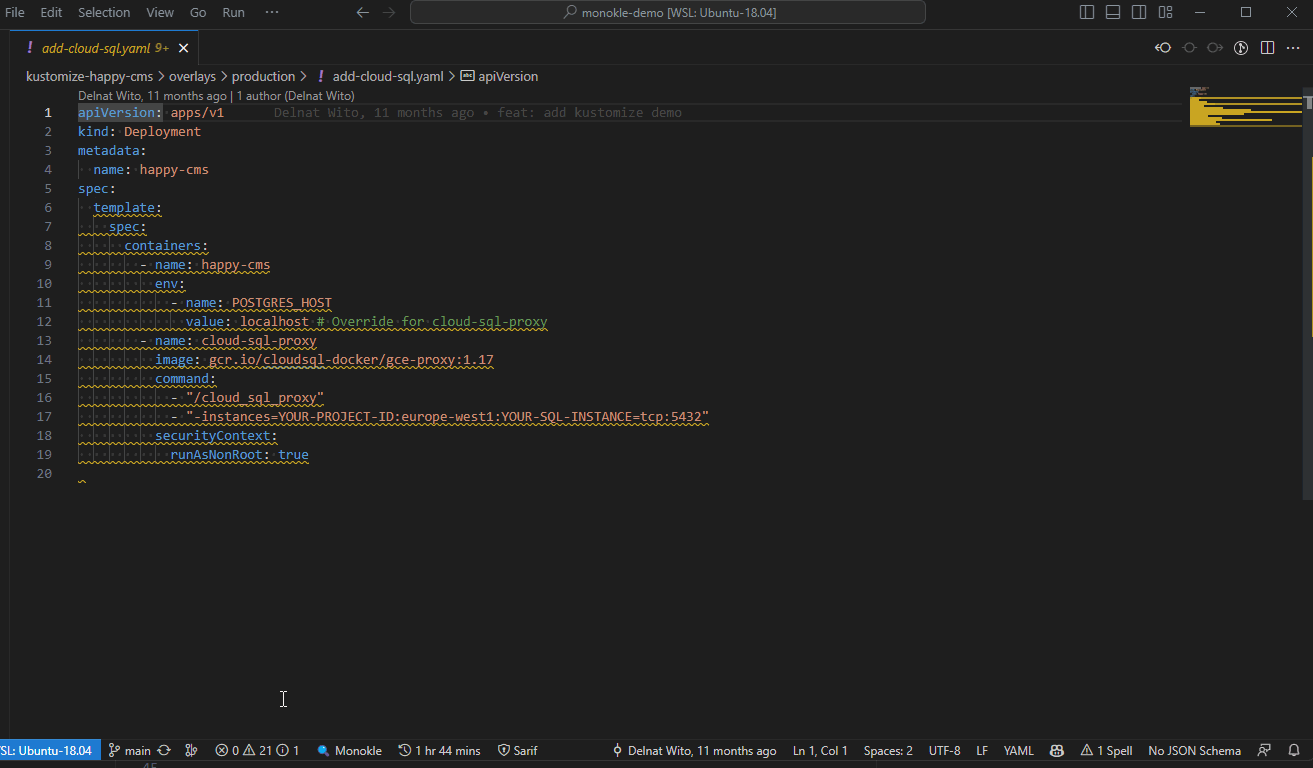 File Edit Selection View Go Run ··· monokle-demo [WSL: Ubuntu-18.04]
! add-cloud-sql.yaml 9+
kustomize-happy-cms > overlays > production > ! add-cloud-sql.yaml > abc apiVersion
Delnat Wito, 11 months ago | 1 author (Delnat Wito)
1 apiVersion: apps/v1 Delnat Wito, 11 months ago • feat: add kustomize demo
2 kind: Deployment
3 metadata:
4 name: happy-cms
5 spec:
6 template:
7 spec:
8 containers:
9 - name: happy-cms
10 env:
11 - name: POSTGRES_HOST
12 value: localhost # Override for cloud-sql-proxy
13 - name: cloud-sql-proxy
14 image: gcr.io/cloudsql-docker/gce-proxy:1.17
15 command:
16 - "/cloud_sql_proxy"
17 - "-instances=YOUR-PROJECT-ID:europe-west1:YOUR-SQL-INSTANCE=tcp:5432"
18 securityContext:
19 runAsNonRoot: true
20
SL: Ubuntu-18.04 main 0 21 1 Monokle 1 hr 44 mins Sarif Delnat Wito, 11 months ago Ln 1, Col 1 Spaces: 2 UTF-8 LF YAML 1 Spell No JSON Schema